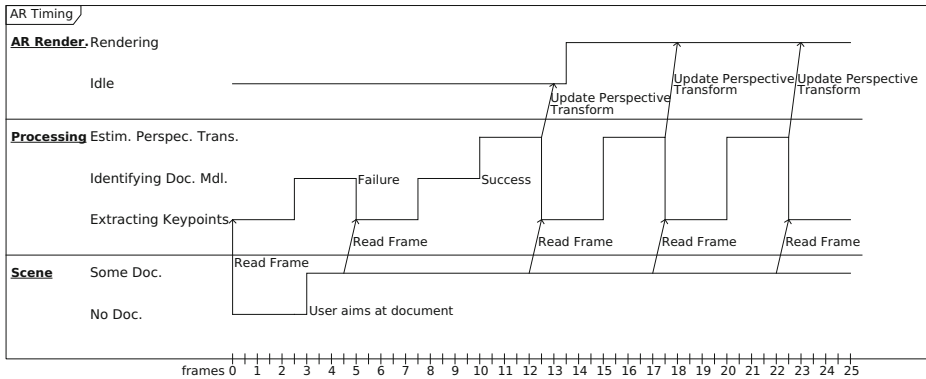 AR Timing
AR Render. Rendering
Idle
Update Perspective Transform
Update Perspective Transform
Update Perspective Transform
Processing Estim. Perspec. Trans.
Identifying Doc. Mdl.
Failure
Success
Extracting Keypoints
Read Frame
Read Frame
Read Frame
Read Frame
Read Frame
Scene Some Doc.
No Doc.
User aims at document
frames 0 1 2 3 4 5 6 7 8 9 10 11 12 13 14 15 16 17 18 19 20 21 22 23 24 25